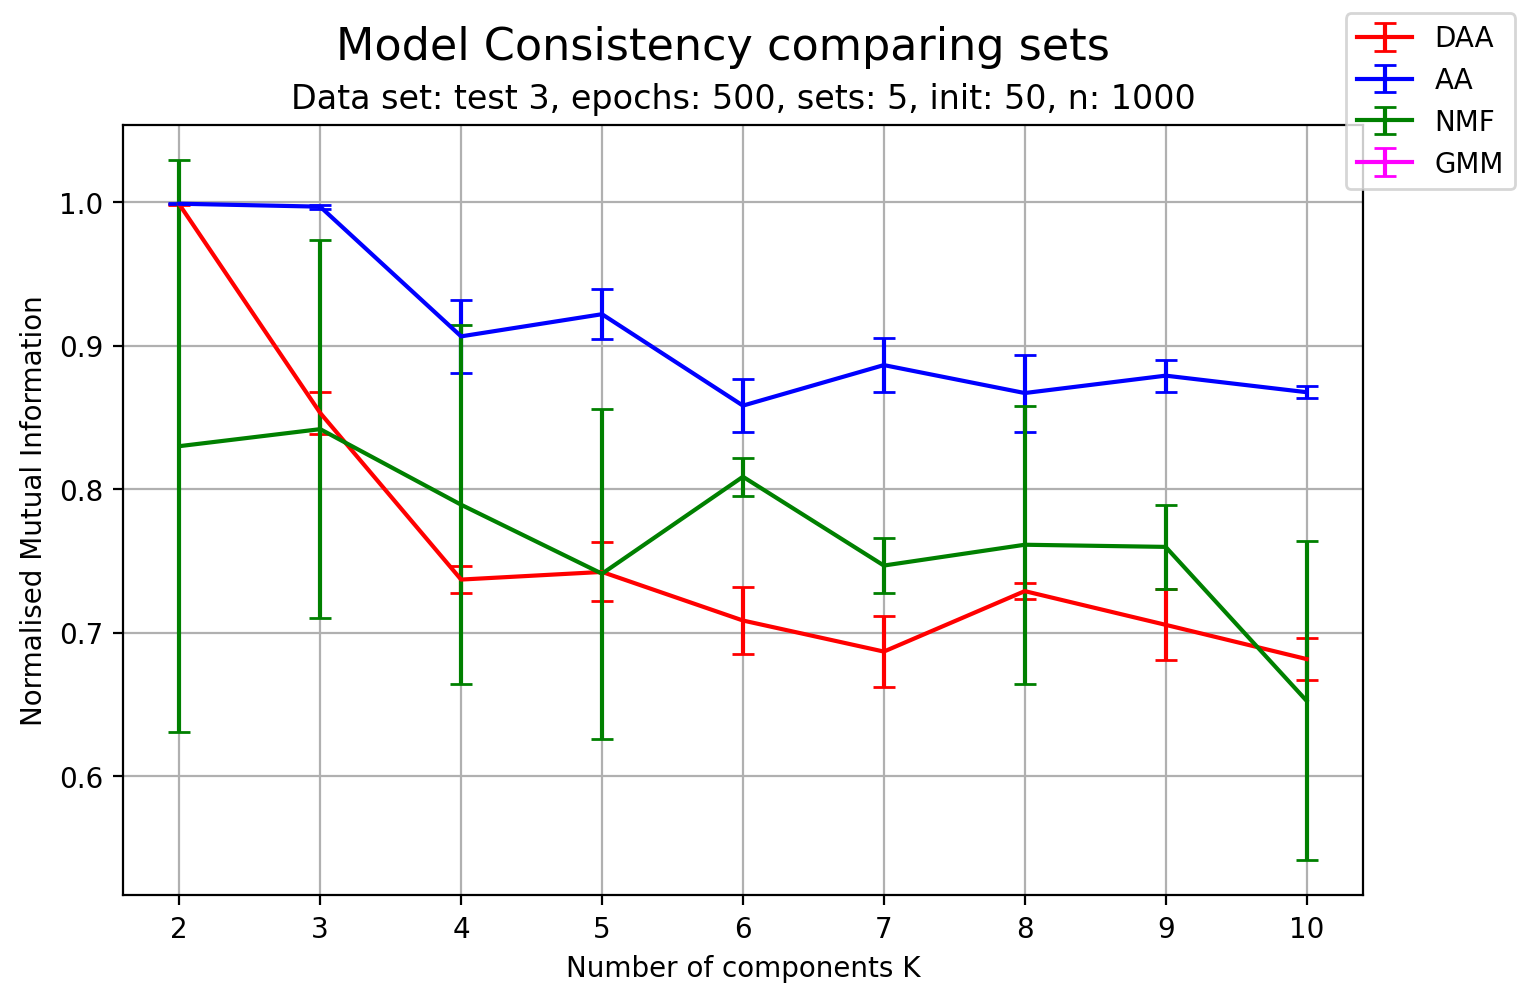 Model Consistency comparing sets
Data set: test 3, epochs: 500, sets: 5, init: 50, n: 1000
DAA
AA
NMF
GMM
Normalised Mutual Information
1.0
0.9
0.8
0.7
0.6
2 3 4 5 6 7 8 9 10
Number of components K